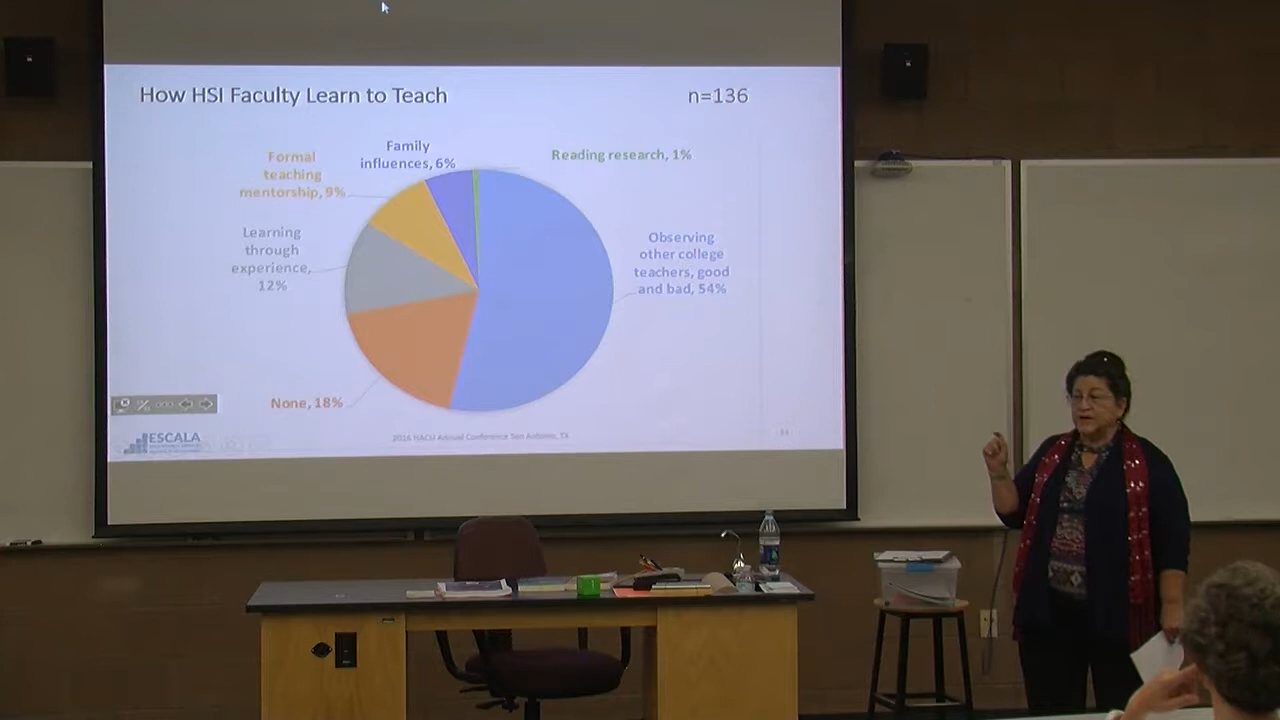 How HSI Faculty Learn to Teach
n=136
Family
influences, 6%
Reading research, 1%
Formal
teaching
mentorship, 9%
Learning
through
experience,
12%
Observing
other college
teachers, good
and bad, 54%
None, 18%
ESCALA
2016 HACU Annual Conference San Antonio, TX